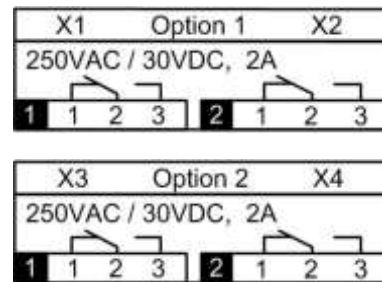 X1 Option 1 X2
250VAC / 30VDC, 2A
1 1 2 3 2 1 2 3
X3 Option 2 X4
250VAC / 30VDC, 2A
1 1 2 3 2 1 2 3